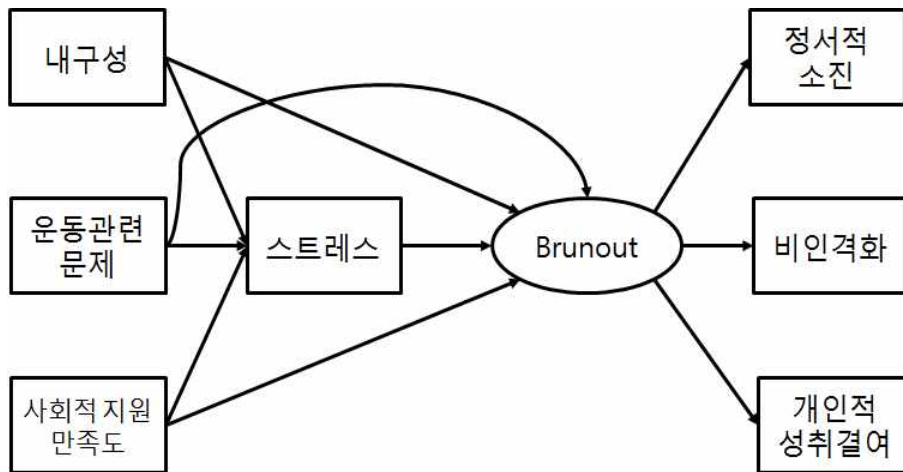 내구성
정서적
소진
운동관련
문제
스트레스
Brunout
비인격화
사회적 지원
만족도
개인적
성취결여